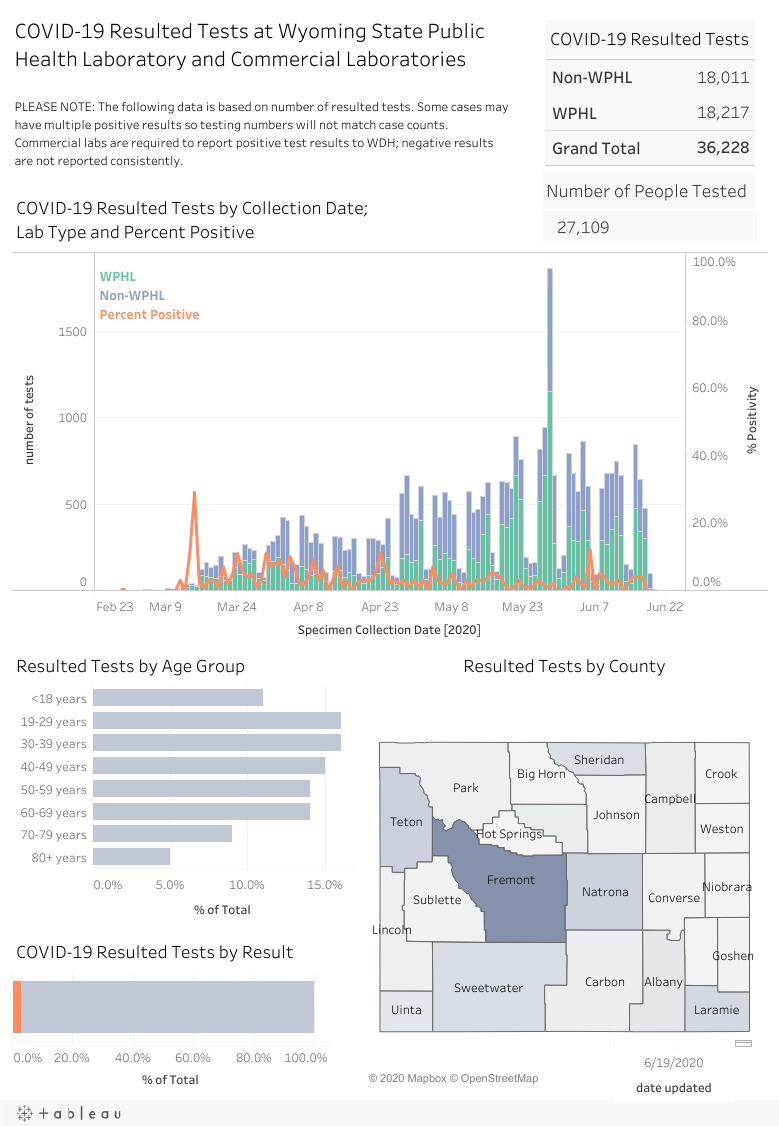 COVID-19 Resulted Tests at Wyoming State Public
Health Laboratory and Commercial Laboratories
PLEASE NOTE: The following data is based on number of resulted tests. Some cases may
have multiple positive results so testing numbers will not match case counts.
Commercial labs are required to report positive test results to WDH; negative results
are not reported consistently.
COVID-19 Resulted Tests
Non-WPHL 18,011
WPHL 18,217
Grand Total 36,228
Number of People Tested
27,109
COVID-19 Resulted Tests by Collection Date;
Lab Type and Percent Positive
WPHL
Non-WPHL
Percent Positive
number of tests
1500
1000
500
0
100.0%
80.0%
60.0%
40.0%
20.0%
0.0%
% Positivity
Feb 23 Mar 9 Mar 24 Apr 8 Apr 23 May 8 May 23 Jun 7 Jun 22
Specimen Collection Date [2020]
Resulted Tests by Age Group
<18 years
19-29 years
30-39 years
40-49 years
50-59 years
60-69 years
70-79 years
80+ years
0.0% 5.0% 10.0% 15.0%
% of Total
COVID-19 Resulted Tests by Result
0.0% 20.0% 40.0% 60.0% 80.0% 100.0%
% of Total
Resulted Tests by County
Sheridan
Big Horn
Crook
Park
Campbell
Johnson
Teton
Weston
Hot Springs
Fremont
Natrona
Niobrara
Converse
Sublette
Lincoln
Goshen
Sweetwater
Carbon
Albany
Uinta
Laramie
© 2020 Mapbox © OpenStreetMap
6/19/2020
date updated
+ a b | e a u